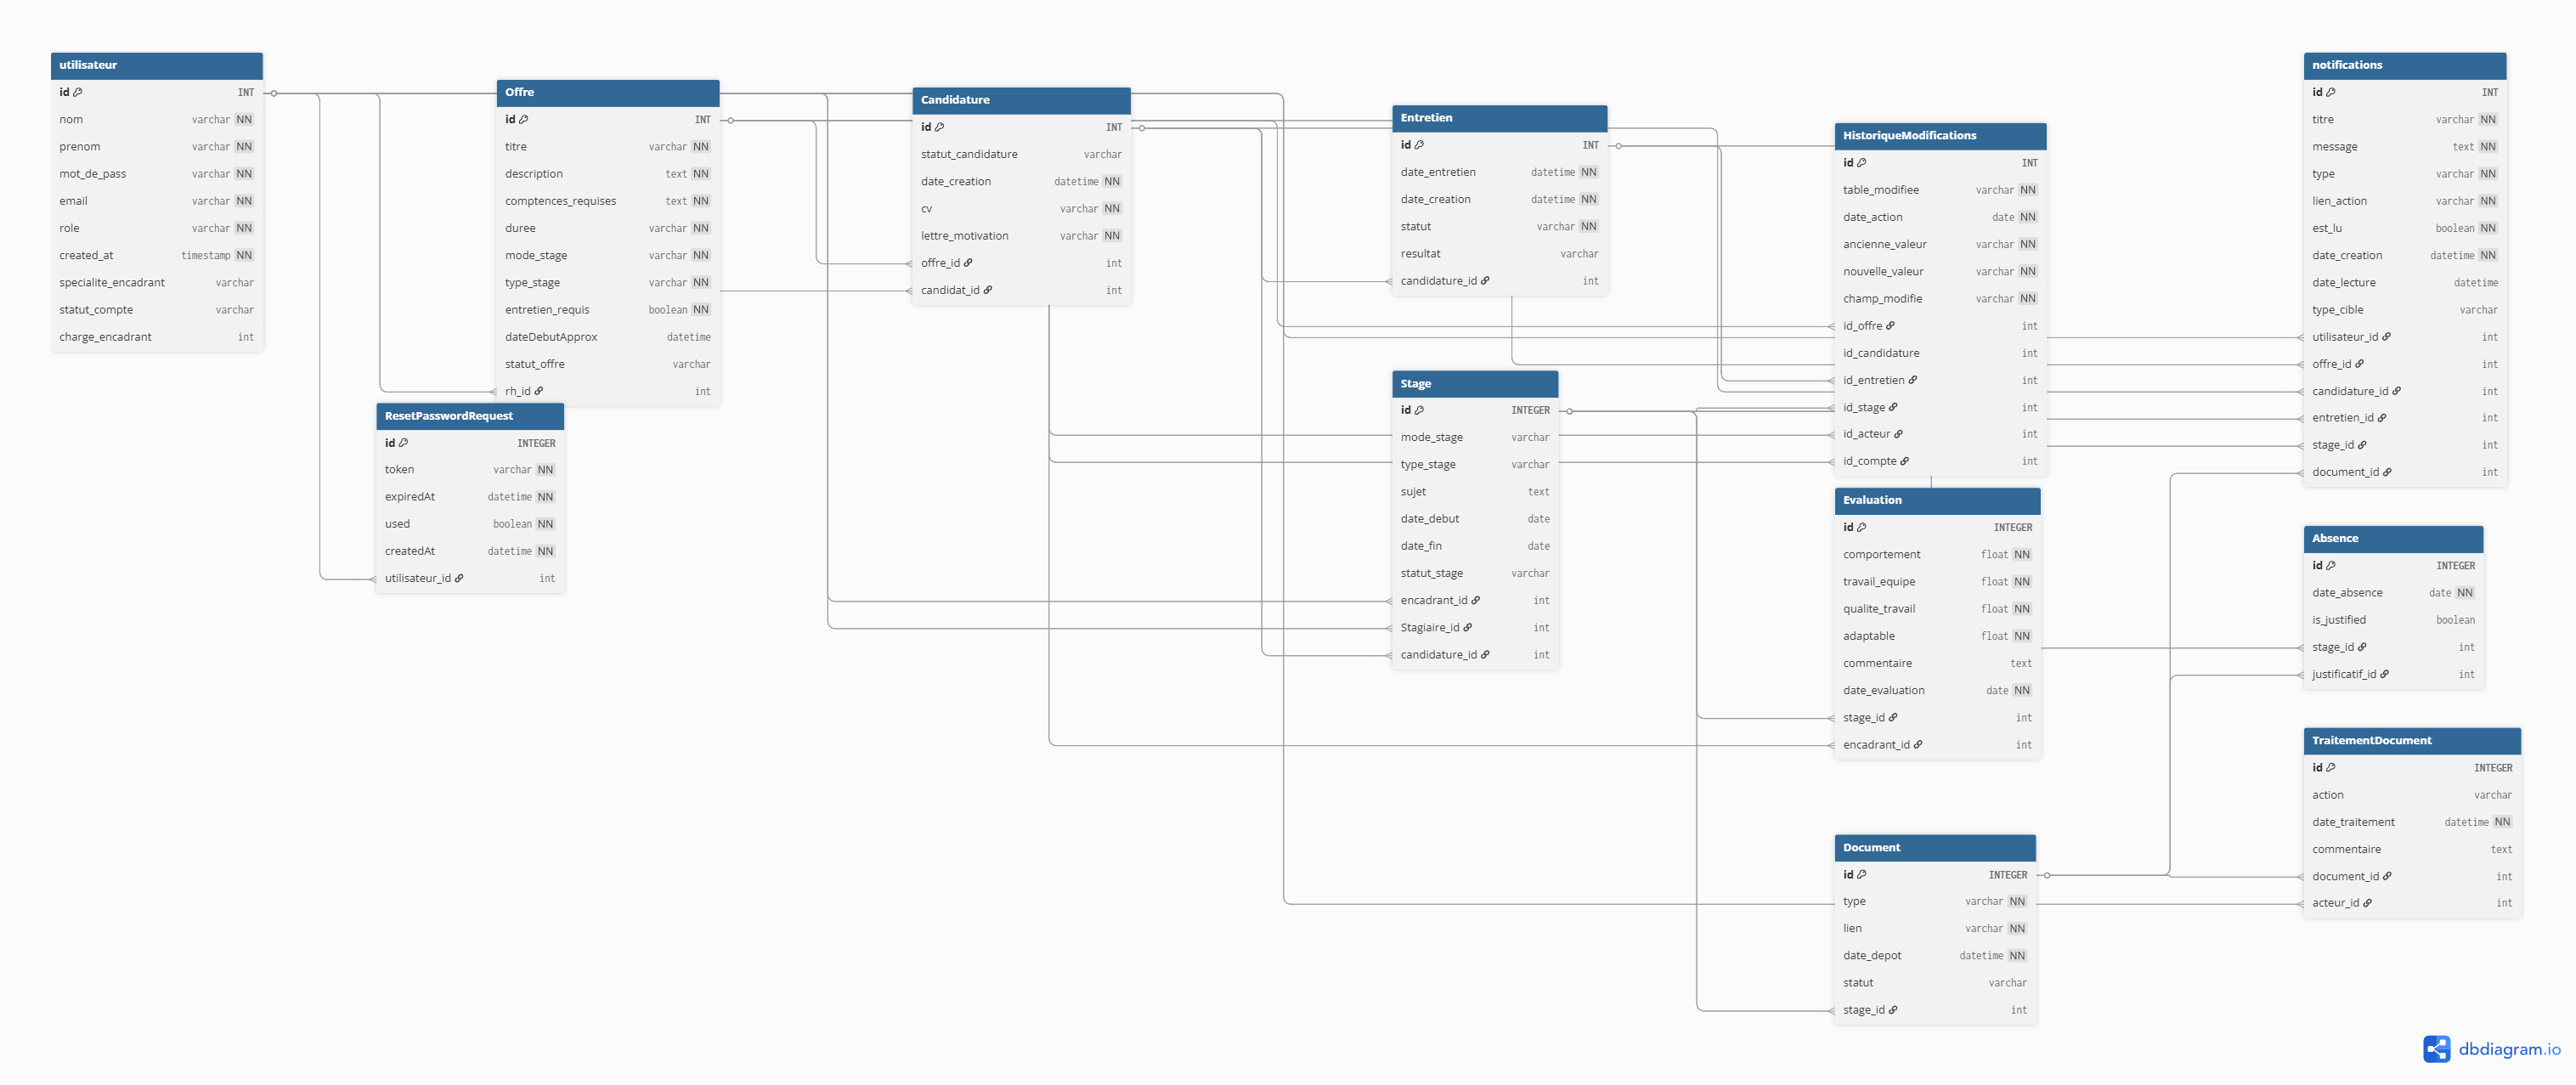 utilisateur
id INT
nom varchar NN
prenom varchar NN
mot_de_pass varchar NN
email varchar NN
role varchar NN
created_at timestamp NN
specialite_encadrant varchar
statut_compte varchar
charge_encadrant int
Offre
id INT
titre varchar NN
description text NN
comptences_requises text NN
duree varchar NN
mode_stage varchar NN
type_stage varchar NN
entretien_requis boolean NN
dateDebutApprox datetime
statut_offre varchar
rh_id int
ResetPasswordRequest
id INTEGER
token varchar NN
expiredAt datetime NN
used boolean NN
createdAt datetime NN
utilisateur_id int
Candidature
id INT
statut_candidature varchar
date_creation datetime NN
cv varchar NN
lettre_motivation varchar NN
offre_id int
candidat_id int
Entretien
id INT
date_entretien datetime NN
date_creation datetime NN
statut varchar NN
resultat varchar
candidature_id int
Stage
id INTEGER
mode_stage varchar
type_stage varchar
sujet text
date_debut date
date_fin date
statut_stage varchar
encadrant_id int
Stagiaire_id int
candidature_id int
HistoriqueModifications
id INT
table_modifiee varchar NN
date_action date NN
ancienne_valeur varchar NN
nouvelle_valeur varchar NN
champ_modifie varchar NN
id_offre int
id_candidature int
id_entretien int
id_stage int
id_acteur int
id_compte int
Evaluation
id INTEGER
comportement float NN
travail_equipe float NN
qualite_travail float NN
adaptable float NN
commentaire text
date_evaluation date NN
stage_id int
encadrant_id int
Document
id INTEGER
type varchar NN
lien varchar NN
date_depot datetime NN
statut varchar
stage_id int
notifications
id INT
titre varchar NN
message text NN
type varchar NN
lien_action varchar NN
est_lu boolean NN
date_creation datetime NN
date_lecture datetime
type_cible varchar
utilisateur_id int
offre_id int
candidature_id int
entretien_id int
stage_id int
document_id int
Absence
id INTEGER
date_absence date NN
is_justified boolean
stage_id int
justificatif_id int
TraitementDocument
id INTEGER
action varchar
date_traitement datetime NN
commentaire text
document_id int
acteur_id int
dbdiagram.io